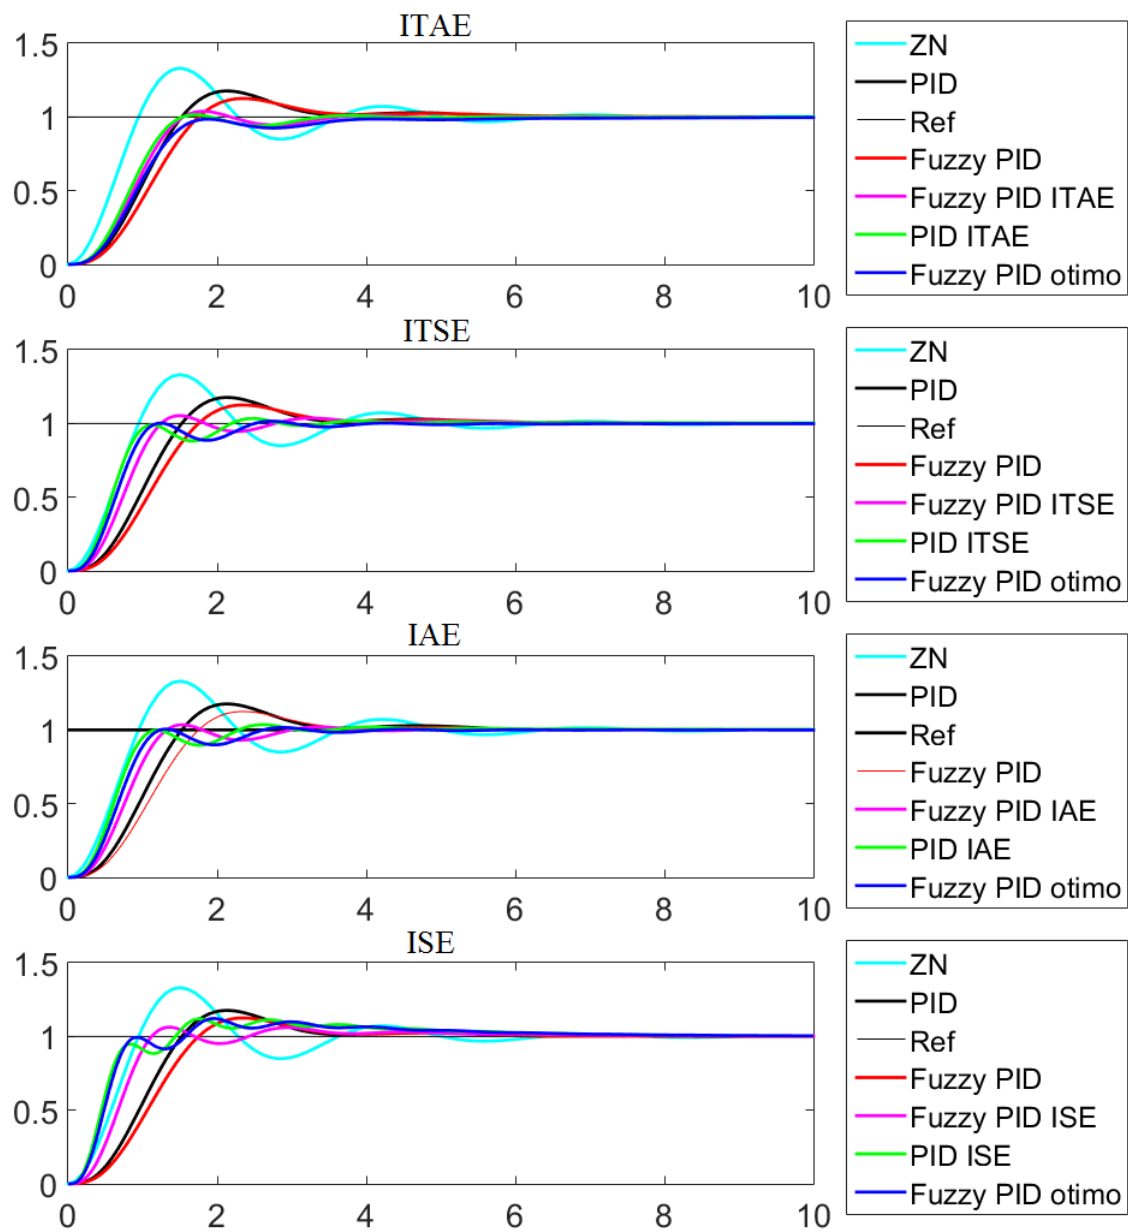 ITAE
1.5
1
0.5
0
0 2 4 6 8 10
ZN
PID
Ref
Fuzzy PID
Fuzzy PID ITAE
PID ITAE
Fuzzy PID otimo
ITSE
1.5
1
0.5
0
0 2 4 6 8 10
ZN
PID
Ref
Fuzzy PID
Fuzzy PID ITSE
PID ITSE
Fuzzy PID otimo
IAE
1.5
1
0.5
0
0 2 4 6 8 10
ZN
PID
Ref
Fuzzy PID
Fuzzy PID IAE
PID IAE
Fuzzy PID otimo
ISE
1.5
1
0.5
0
0 2 4 6 8 10
ZN
PID
Ref
Fuzzy PID
Fuzzy PID ISE
PID ISE
Fuzzy PID otimo